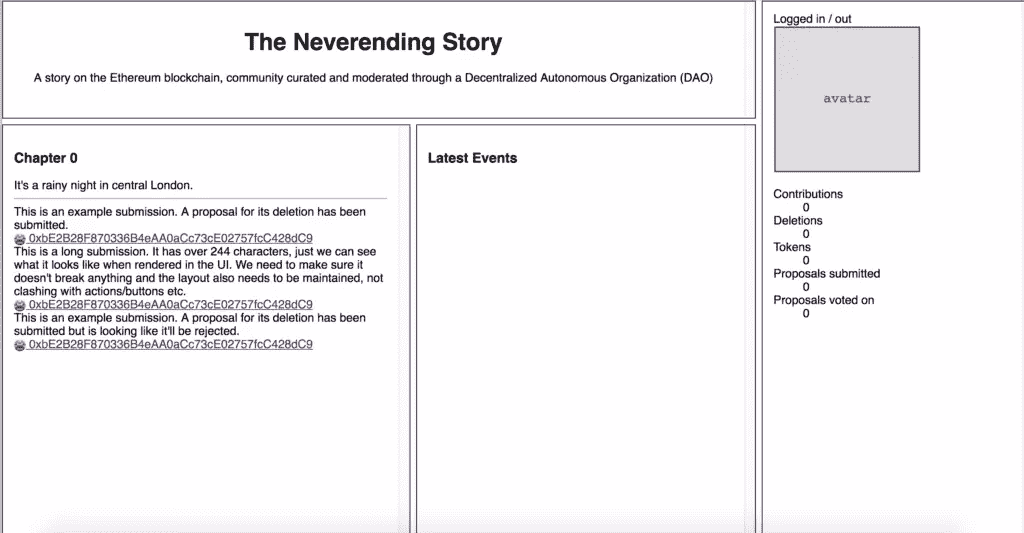 The Neverending Story
A story on the Ethereum blockchain, community curated and moderated through a Decentralized Autonomous Organization (DAO)
Chapter 0
It's a rainy night in central London.
This is an example submission. A proposal for its deletion has been
submitted.
0xbE2B28F870336B4eAA0aCc73cE02757fcC428dC9
This is a long submission. It has over 244 characters, just we can see
what it looks like when rendered in the UI. We need to make sure it
doesn't break anything and the layout also needs to be maintained, not
clashing with actions/buttons etc.
0xbE2B28F870336B4eAA0aCc73cE02757fcC428dC9
This is an example submission. A proposal for its deletion has been
submitted but is looking like it'll be rejected.
0xbE2B28F870336B4eAA0aCc73cE02757fcC428dC9
Latest Events
Logged in / out
avatar
Contributions
0
Deletions
0
Tokens
0
Proposals submitted
0
Proposals voted on
0